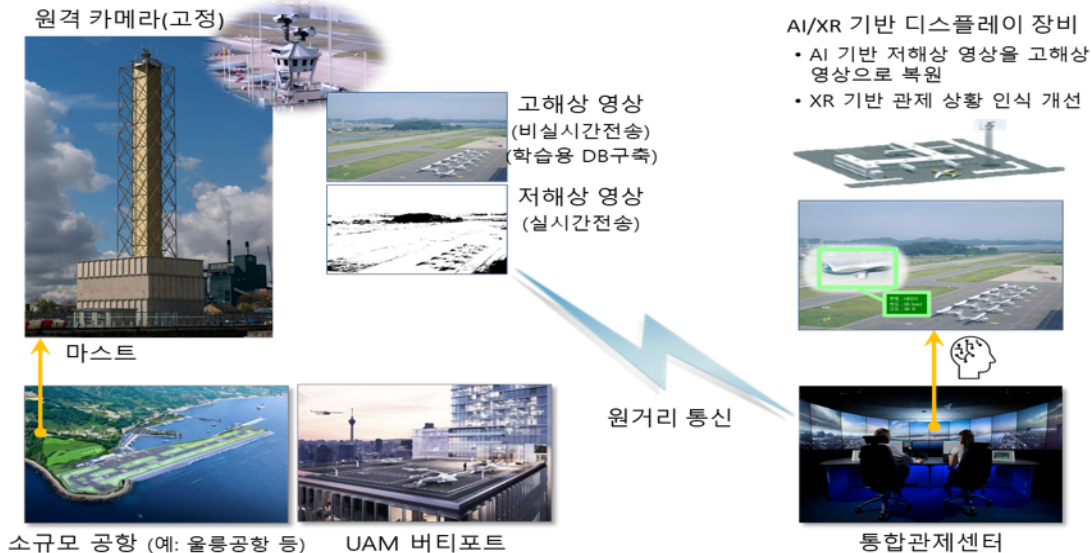 원격 카메라(고정)
고해상 영상
(비실시간전송)
(학습용 DB구축)
저해상 영상
(실시간전송)
마스트
소규모 공항 (예: 울릉공항 등)
UAM 버티포트
원거리 통신
AI/XR 기반 디스플레이 장비
• AI 기반 저해상 영상을 고해상
영상으로 복원
• XR 기반 관제 상황 인식 개선
통합관제센터